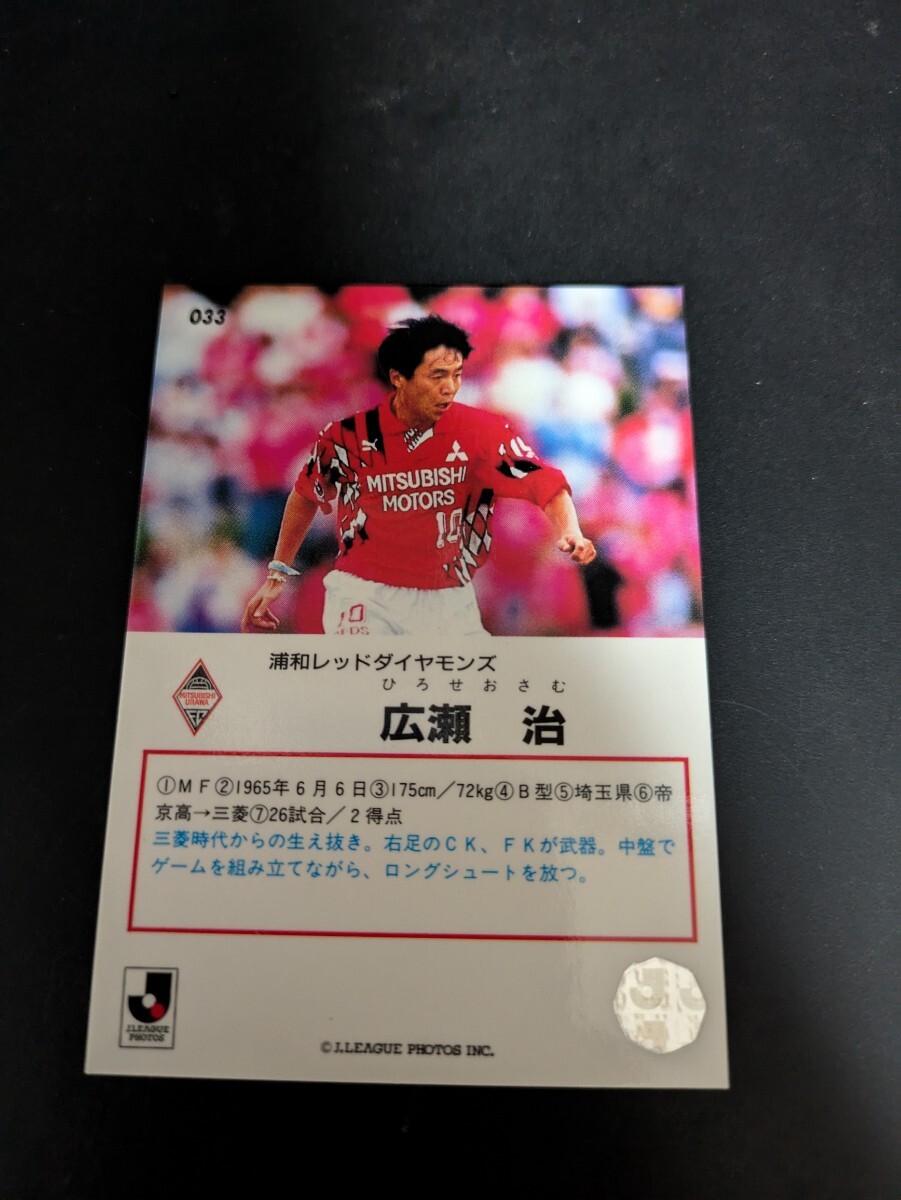 033
MITSUBISHI
MOTORS
10
10
REDS
浦和レッドダイヤモンズ
ひろせおさむ
広瀬 治
MITSUBISHI
URAWA
FC
①MF②1965年6月6日③175cm/72kg④B型⑤埼玉県⑥帝
京高→三菱⑦26試合/2得点
三菱時代からの生え抜き。右足のCK、FKが武器。中盤で
ゲームを組み立てながら、ロングシュートを放つ。
J.LEAGUE
PHOTOS
© J.LEAGUE PHOTOS INC.